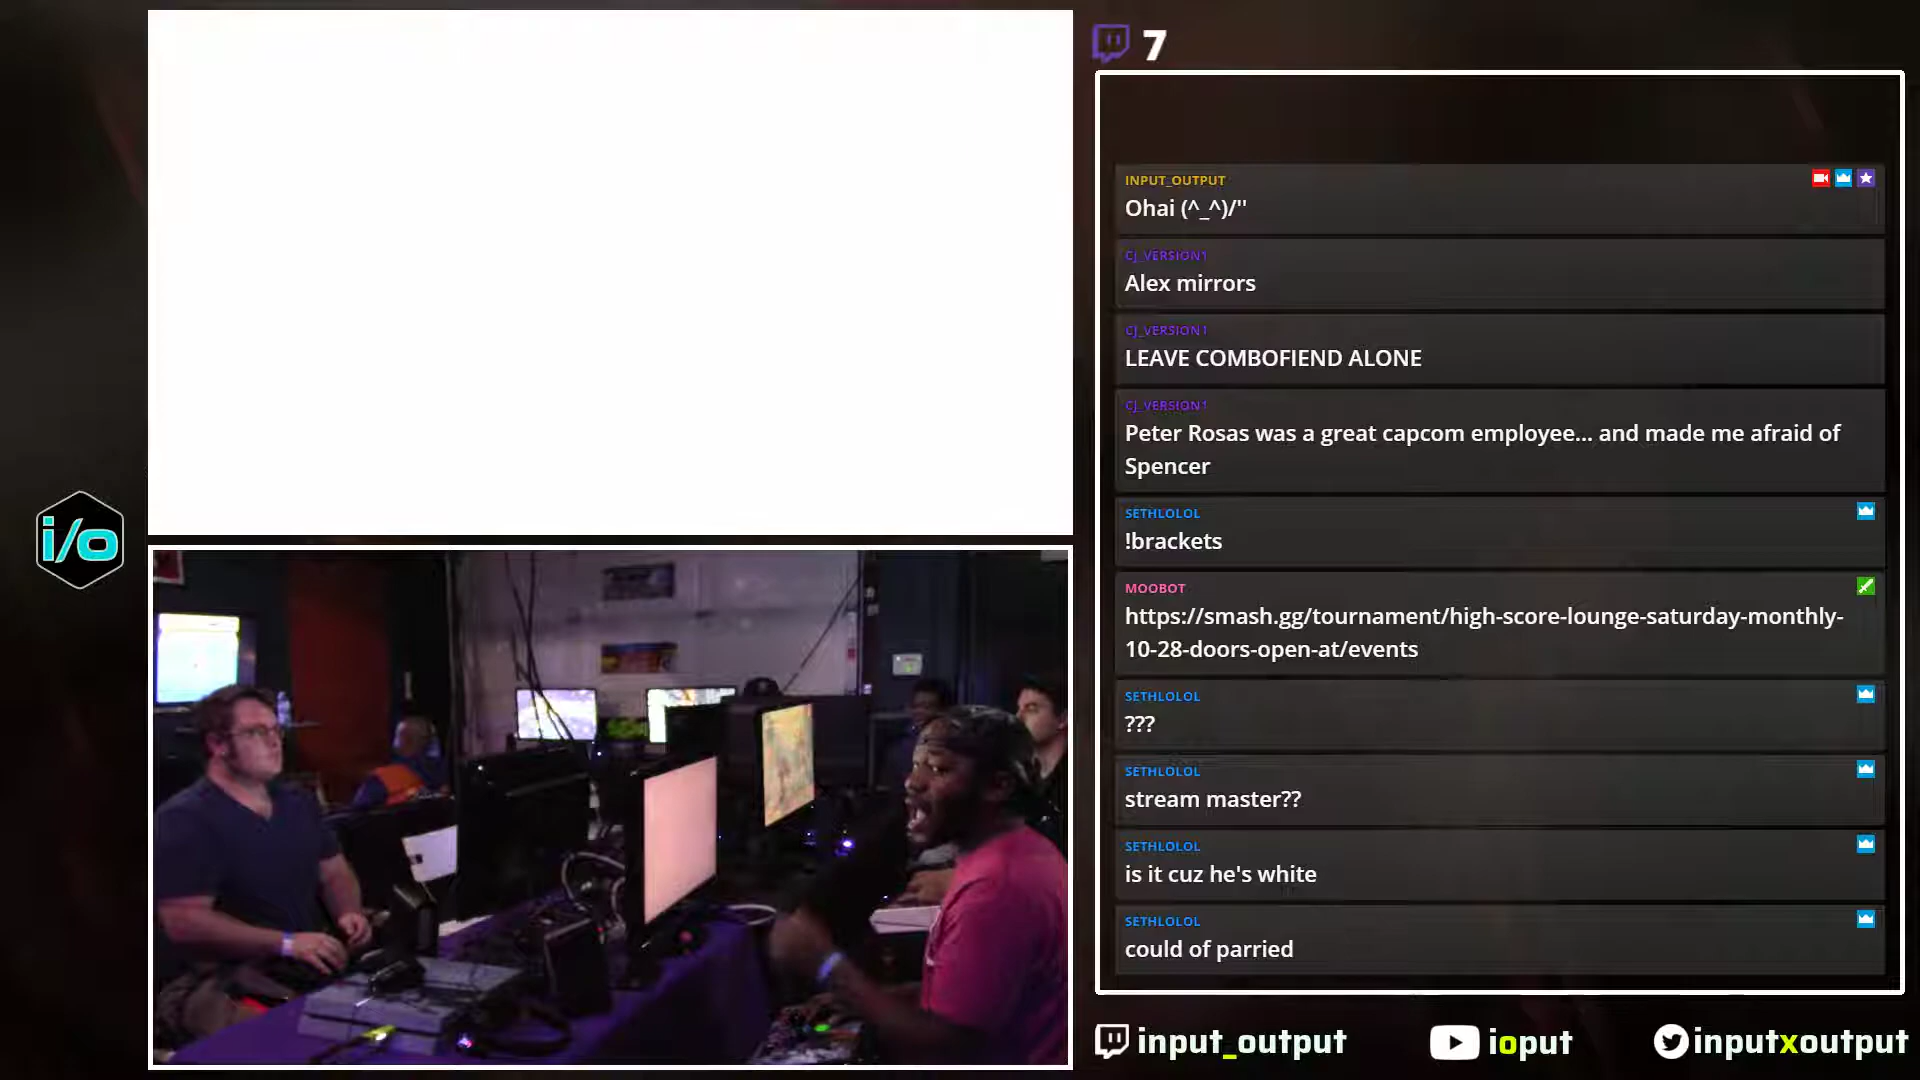 7
INPUT_OUTPUT
Ohai (^_^)/"
CJ_VERSION1
Alex mirrors
CJ_VERSION1
LEAVE COMBOFIEND ALONE
CJ_VERSION1
Peter Rosas was a great capcom employee... and made me afraid of
Spencer
SETHLOLOL
!brackets
MOOBOT
https://smash.gg/tournament/high-score-lounge-saturday-monthly-
10-28-doors-open-at/events
SETHLOLOL
???
SETHLOLOL
stream master??
SETHLOLOL
is it cuz he's white
SETHLOLOL
could of parried
i/o
input_output
ioput
inputxoutput